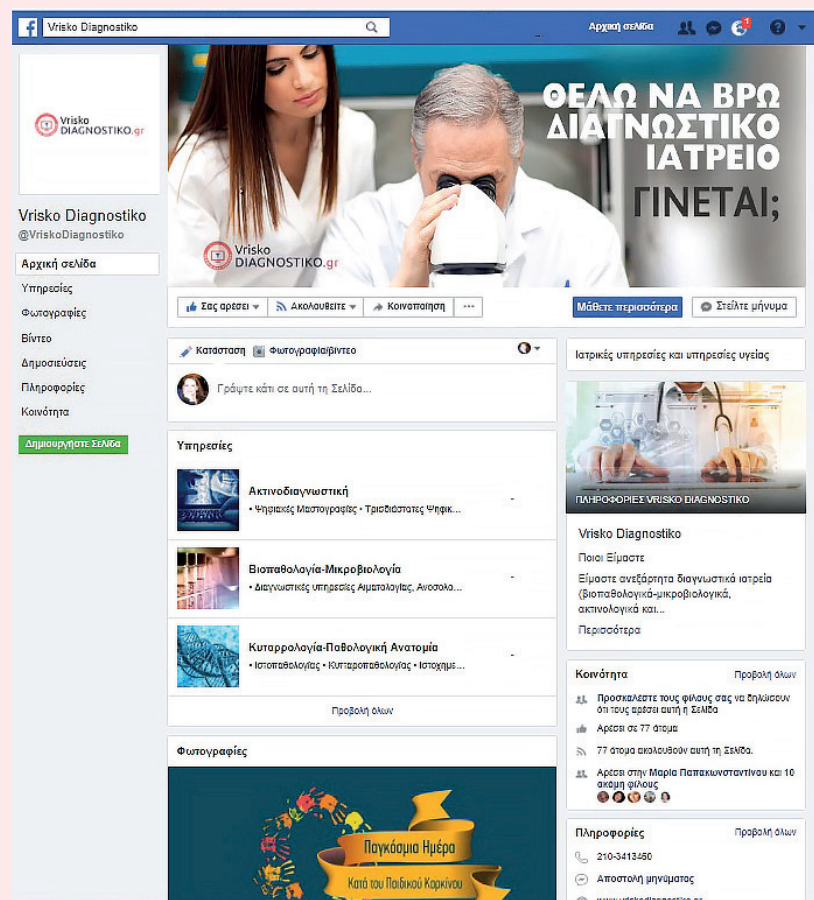 Vrisko Diagnostiko
Αρχική σελίδα
1
Vrisko
DIAGNOSTIKO.gr
ΘΕΛΩ ΝΑ ΒΡΩ
ΔΙΑΓΝΩΣΤΙΚΟ
ΙΑΤΡΕΙΟ
ΓΙΝΕΤΑΙ;
Vrisko
DIAGNOSTIKO.gr
Vrisko Diagnostiko
@VriskoDiagnostiko
Αρχική σελίδα
Υπηρεσίες
Φωτογραφίες
Βίντεο
Δημοσιεύσεις
Πληροφορίες
Κοινότητα
Δημιουργήστε Σελίδα
Σας αρέσει
Ακολουθείτε
Κοινοποίηση
Μάθετε περισσότερα
Στείλτε μήνυμα
Κατάσταση
Φωτογραφία/βίντεο
Γράψτε κάτι σε αυτή τη Σελίδα...
Υπηρεσίες
Ακτινοδιαγνωστική
• Ψηφιακές Μαστογραφίες • Τρισδιάστατες Ψηφικ...
Βιοπαθολογία-Μικροβιολογία
• Διαγνωστικές υπηρεσίες Αιματολογίας, Ανοσολο...
Κυταρρολογία-Παθολογική Ανατομία
• Ιστοπαθολογίας • Κυτταροπαθολογίας • Ιστοχημε...
Προβολή όλων
Φωτογραφίες
Παγκόσμια Ημέρα
Κατά του Παιδικού Καρκίνου
Ιατρικές υπηρεσίες και υπηρεσίες υγείας
ΠΛΗΡΟΦΟΡΙΕΣ VRISKO DIAGNOSTIKO
Vrisko Diagnostiko
Ποιοι Είμαστε
Είμαστε ανεξάρτητα διαγνωστικά ιατρεία
(βιοπαθολογικά-μικροβιολογικά,
ακτινολογικά και...
Περισσότερα
Κοινότητα
Προβολή όλων
Προσκαλέστε τους φίλους σας να δηλώσουν
ότι τους αρέσει αυτή η Σελίδα
Αρέσει σε 77 άτομα
77 άτομα ακολουθούν αυτή τη Σελίδα.
Αρέσει στην Μαρία Παπακωνσταντίνου και 10
ακόμη φίλους
Πληροφορίες
Προβολή όλων
210-3413460
Αποστολή μηνύματος